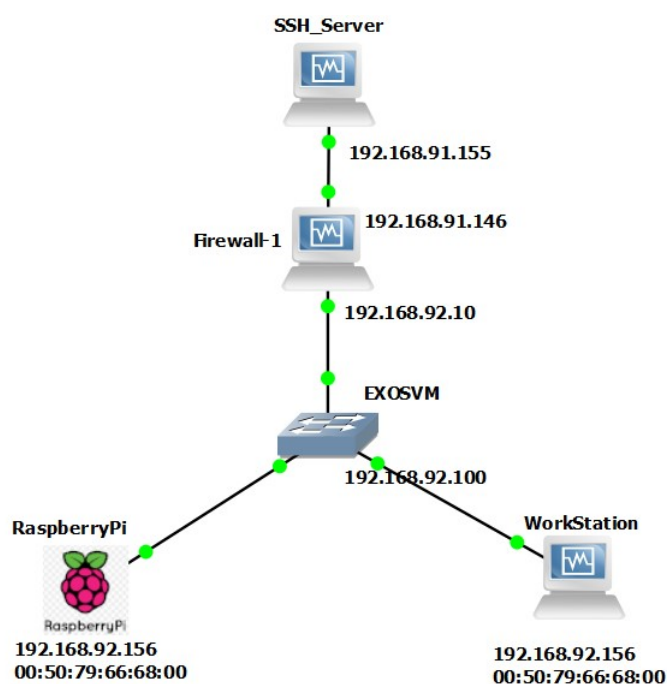 SSH_Server
192.168.91.155
192.168.91.146
Firewall-1
192.168.92.10
EXOSVM
192.168.92.100
RaspberryPi
RaspberryPi
192.168.92.156
00:50:79:66:68:00
WorkStation
192.168.92.156
00:50:79:66:68:00